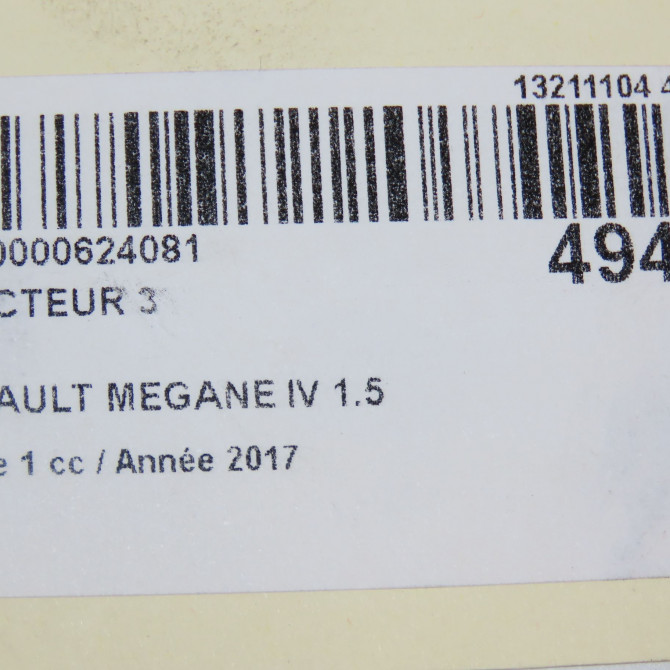 13211104 4
0000624081
494
CTEUR 3
AULT MEGANE IV 1.5
e 1 cc / Année 2017